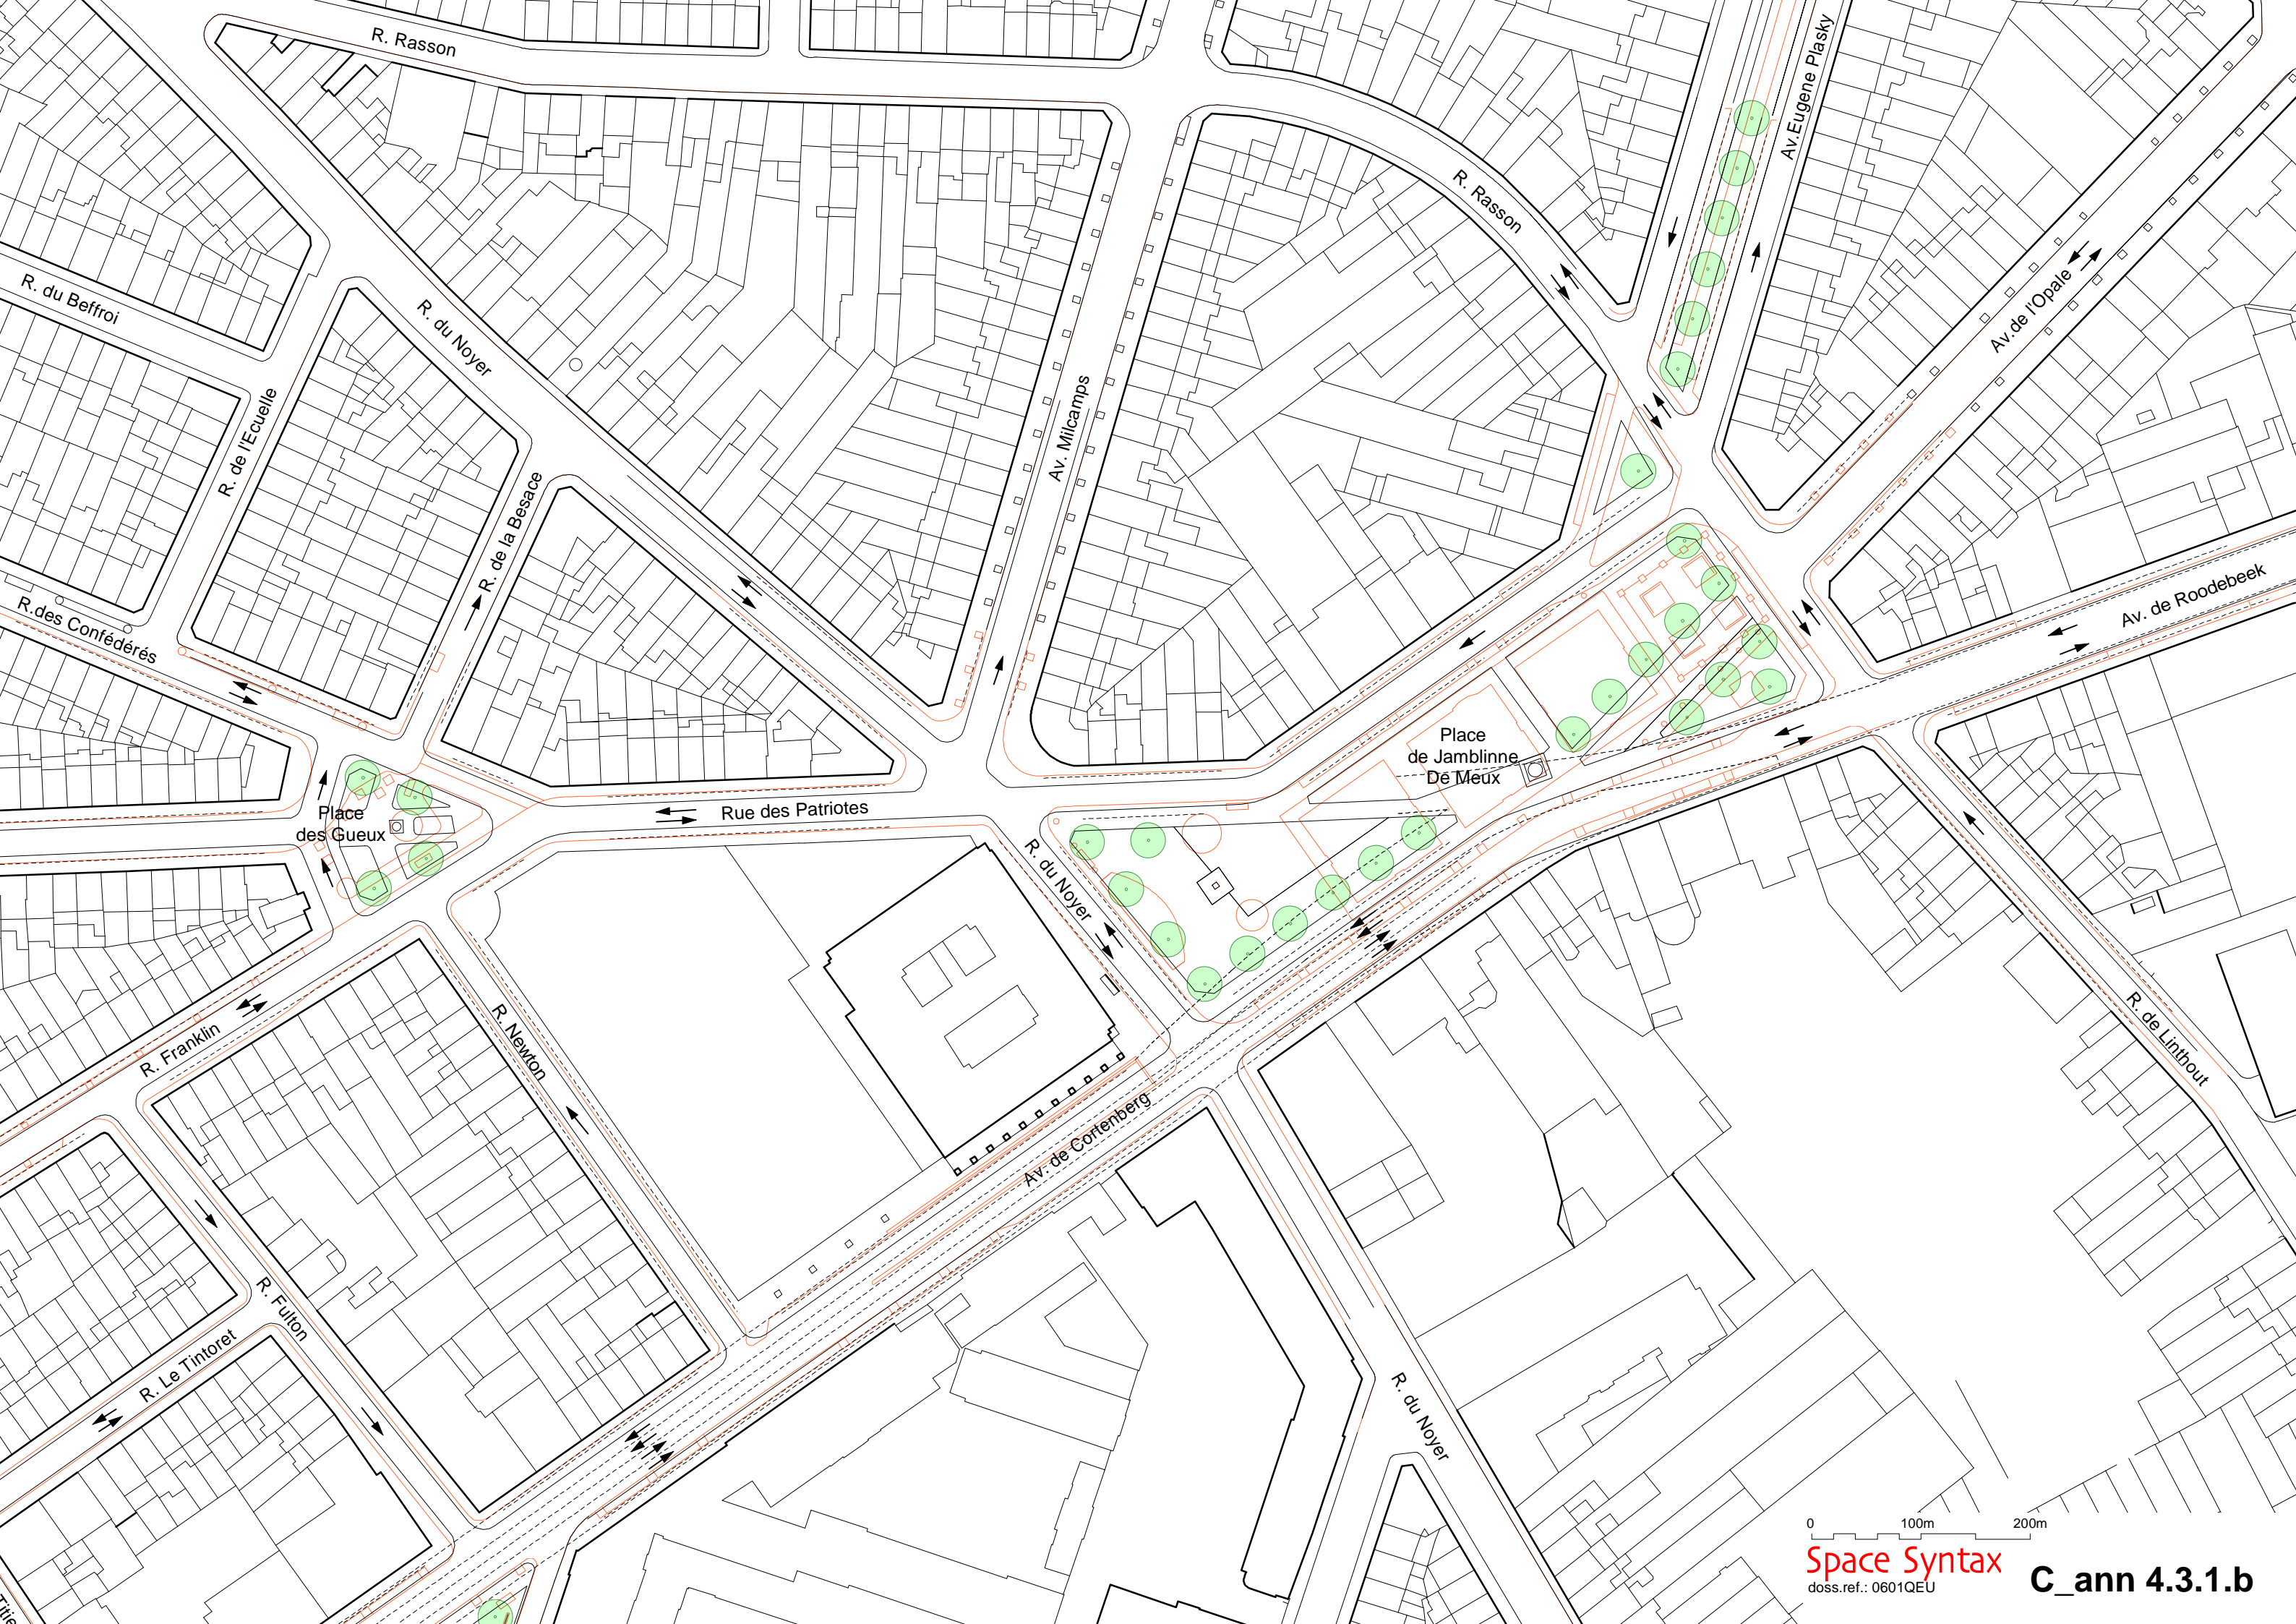 R. Rasson
Av.Eugene Plasky
R. Rasson
R. du Beffroi
R. du Noyer
Av.de l'Opale
R. de l'Ecuelle
Av. Milcamps
R. de la Besace
R.des Confédérés
Av. de Roodebeek
Place
de Jamblinne
De Meux
Place
des Gueux
Rue des Patriotes
R. du Noyer
R. Franklin
R. Newton
R. de Linthout
Av. de Cortenberg
R. Fulton
R. Le Tintoret
R. du Noyer
0 100m 200m
Space Syntax
doss.ref.: 0601QEU
C_ann 4.3.1.b